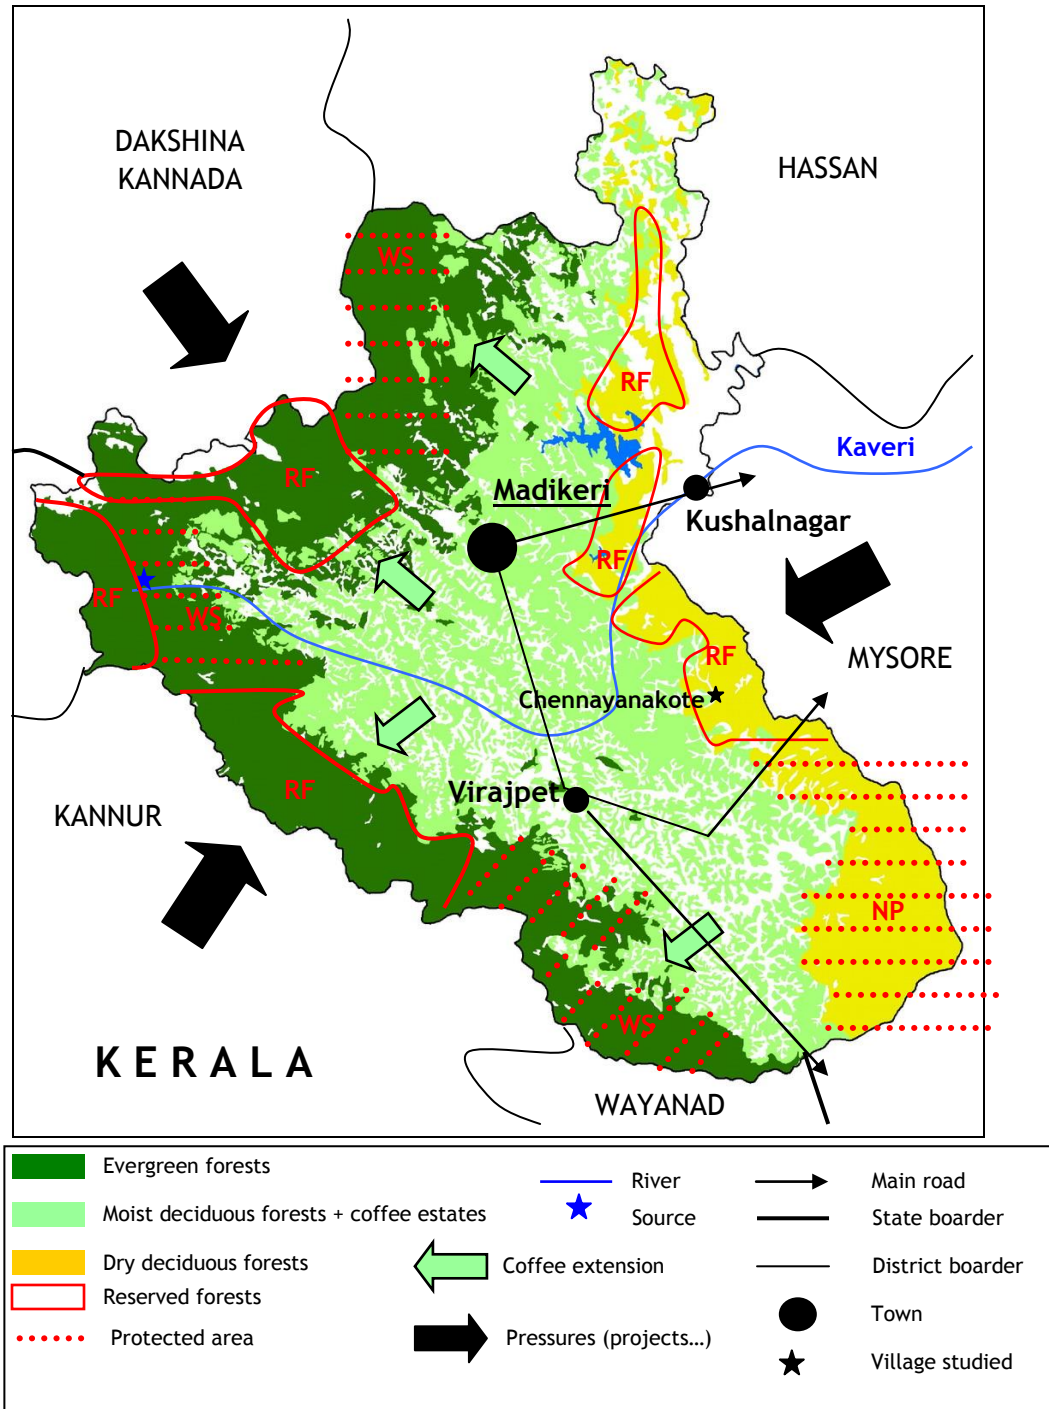 DAKSHINA
KANNADA
HASSAN
WS
RF
Kaveri
RF
Madikeri
Kushalnagar
RF
RF
WS
RF
MYSORE
Chennayanakote
RF
Virajpet
KANNUR
NP
WS
KERALA
WAYANAD
Evergreen forests
River
Main road
Moist deciduous forests + coffee estates
Source
State boarder
Dry deciduous forests
Coffee extension
District boarder
Reserved forests
Town
Protected area
Pressures (projects…)
Village studied